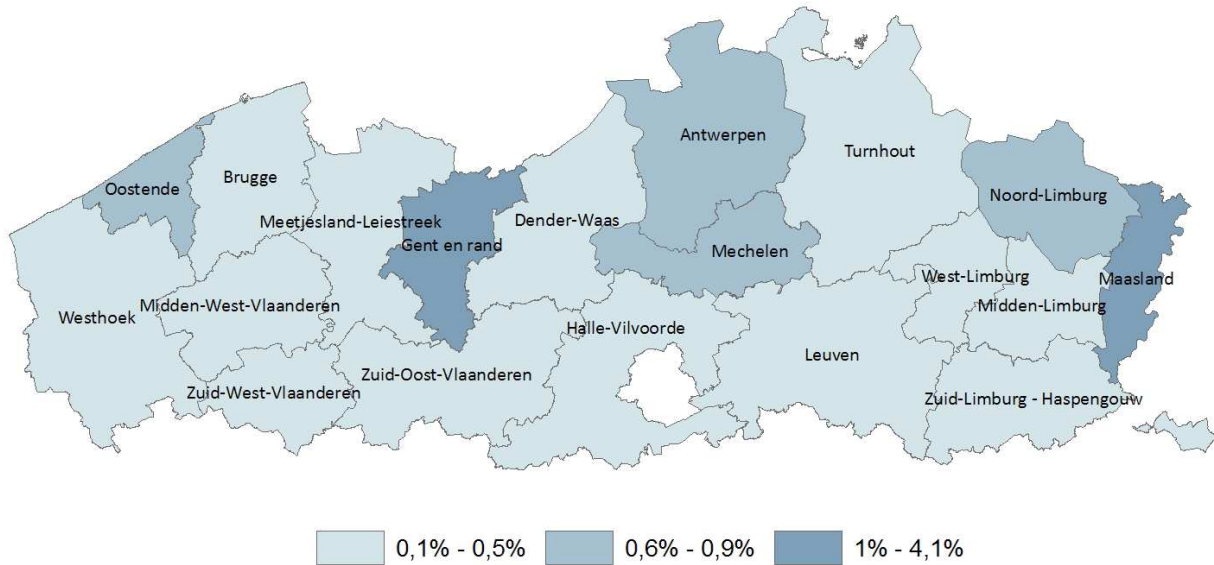 Antwerpen
Turnhout
Brugge
Oostende
Noord-Limburg
Meetjesland-Leiestreek
Dender-Waas
Gent en rand
Mechelen
West-Limburg
Maasland
Midden-West-Vlaanderen
Midden-Limburg
Westhoek
Halle-Vilvoorde
Leuven
Zuid-Oost-Vlaanderen
Zuid-West-Vlaanderen
Zuid-Limburg - Haspengouw
0,1% - 0,5%
0,6% - 0,9%
1% - 4,1%